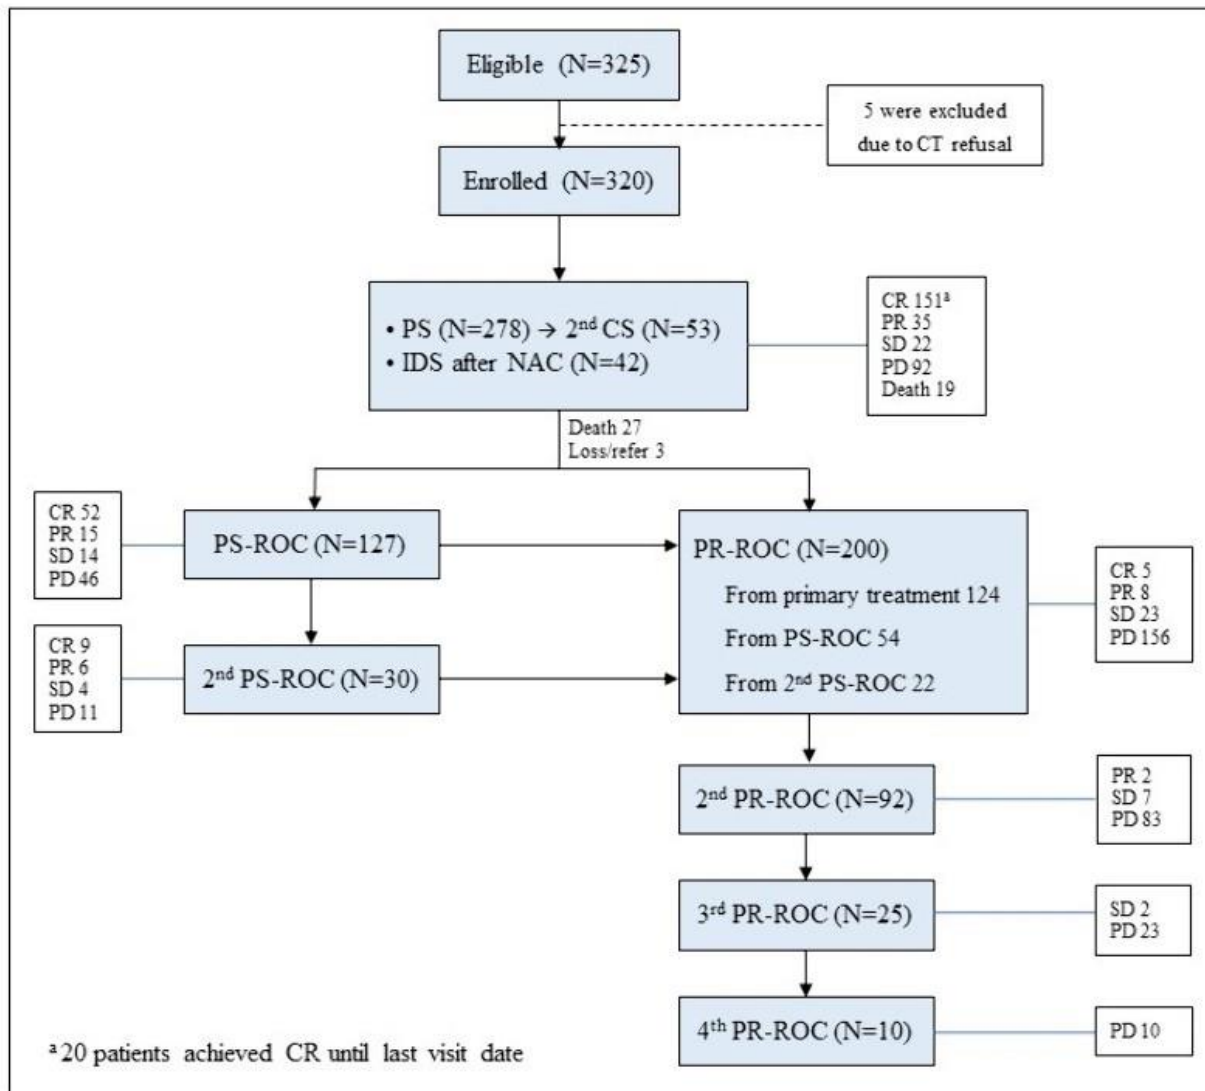 Eligible (N=325)
5 were excluded
due to CT refusal
Enrolled (N=320)
• PS (N=278) → 2nd CS (N=53)
• IDS after NAC (N=42)
CR 151a
PR 35
SD 22
PD 92
Death 19
Death 27
Loss/refer 3
CR 52
PR 15
SD 14
PD 46
PS-ROC (N=127)
PR-ROC (N=200)
From primary treatment 124
From PS-ROC 54
From 2nd PS-ROC 22
CR 5
PR 8
SD 23
PD 156
CR 9
PR 6
SD 4
PD 11
2nd PS-ROC (N=30)
2nd PR-ROC (N=92)
PR 2
SD 7
PD 83
3rd PR-ROC (N=25)
SD 2
PD 23
4th PR-ROC (N=10)
PD 10
a 20 patients achieved CR until last visit date